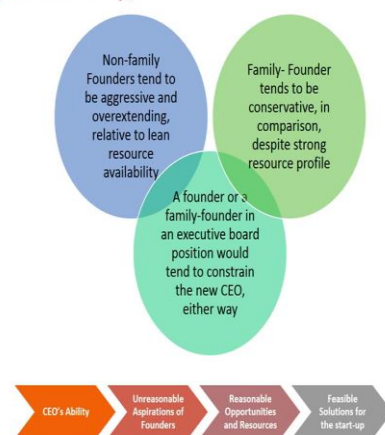 Non-family
Founders tend to
be aggressive and
overextending,
relative to lean
resource
availability
Family- Founder
tends to be
conservative, in
comparison,
despite strong
resource profile
A founder or a
family-founder in
an executive board
position would
tend to constrain
the new CEO,
either way
CEO's Ability
Unreasonable
Aspirations of
Founders
Reasonable
Opportunities
and Resources
Feasible
Solutions for
the start-up